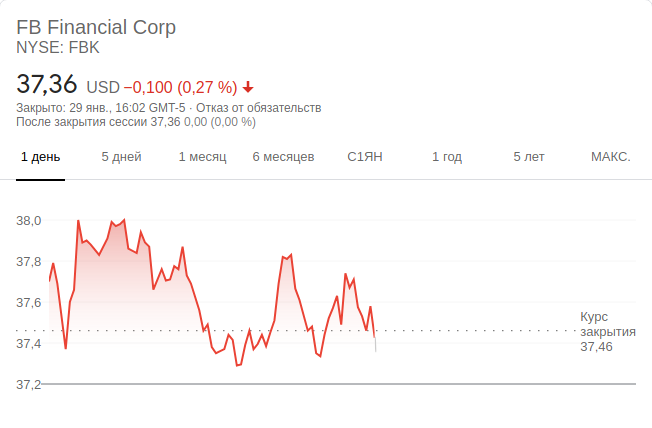 FB Financial Corp
NYSE: FBK
37,36 USD −0,100 (0,27 %)
Закрыто: 29 янв., 16:02 GMT-5 · Отказ от обязательств
После закрытия сессии 37,36 0,00 (0,00 %)
1 день 5 дней 1 месяц 6 месяцев С1ЯН 1 год 5 лет МАКС.
38,0
37,8
37,6
37,4
37,2
Курс
закрытия
37,46